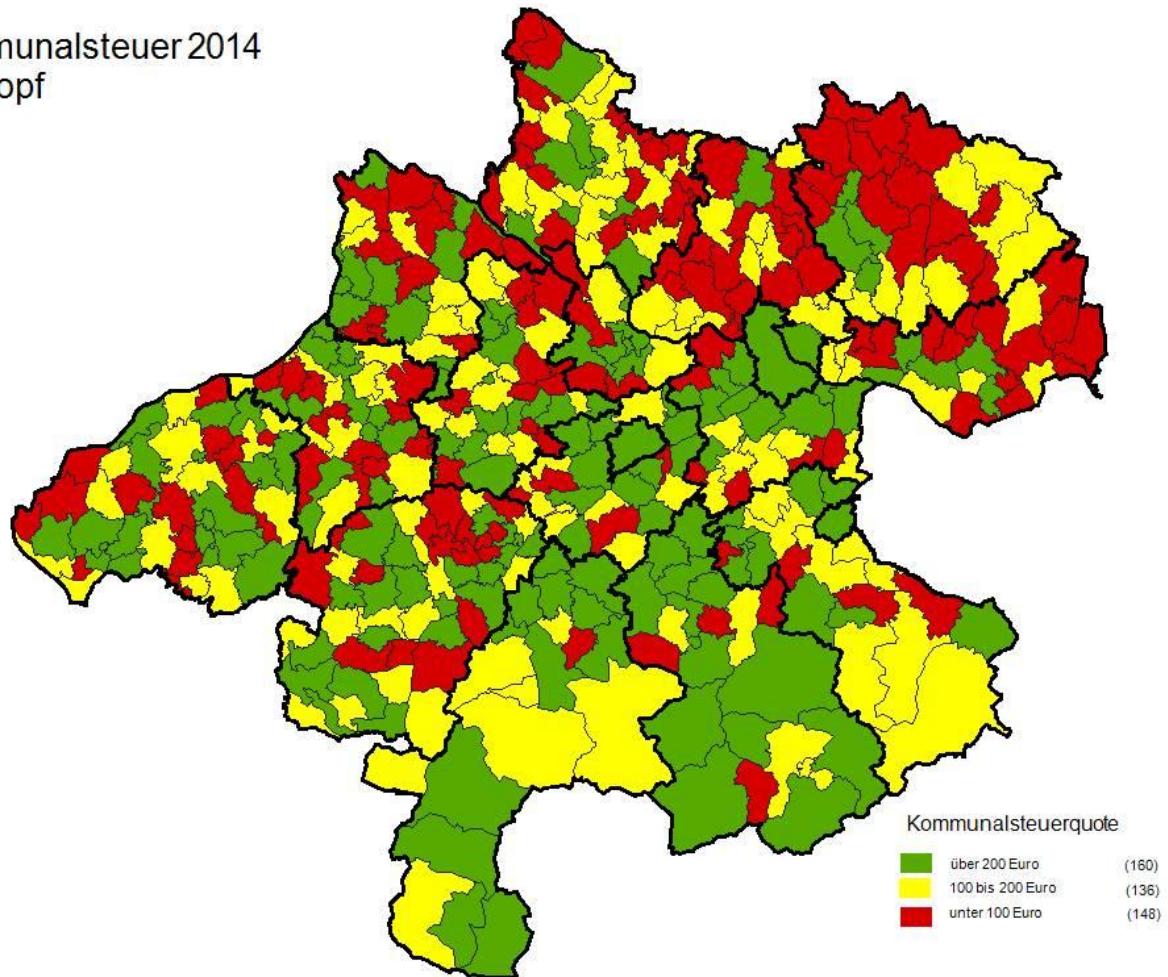 munalsteuer 2014
opf
Kommunalsteuerquote
über 200 Euro (160)
100 bis 200 Euro (136)
unter 100 Euro (148)